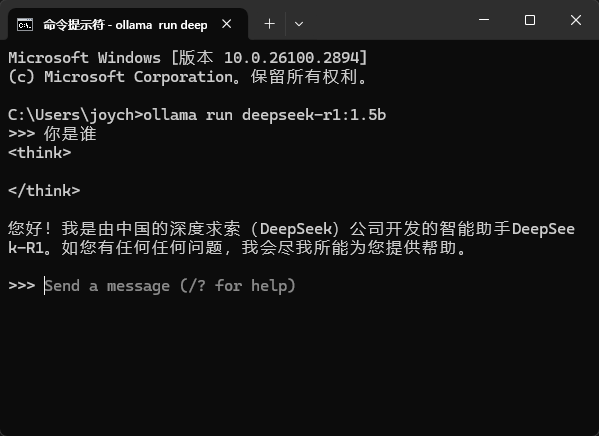 命令提示符 - ollama run deep
Microsoft Windows [版本 10.0.26100.2894]
(c) Microsoft Corporation。保留所有权利。
C:\Users\joych>ollama run deepseek-r1:1.5b
>>> 你是谁
<think>
</think>
您好！我是由中国的深度求索（DeepSeek）公司开发的智能助手DeepSee
k-R1。如您有任何任何问题，我会尽我所能为您提供帮助。
>>> Send a message (/? for help)